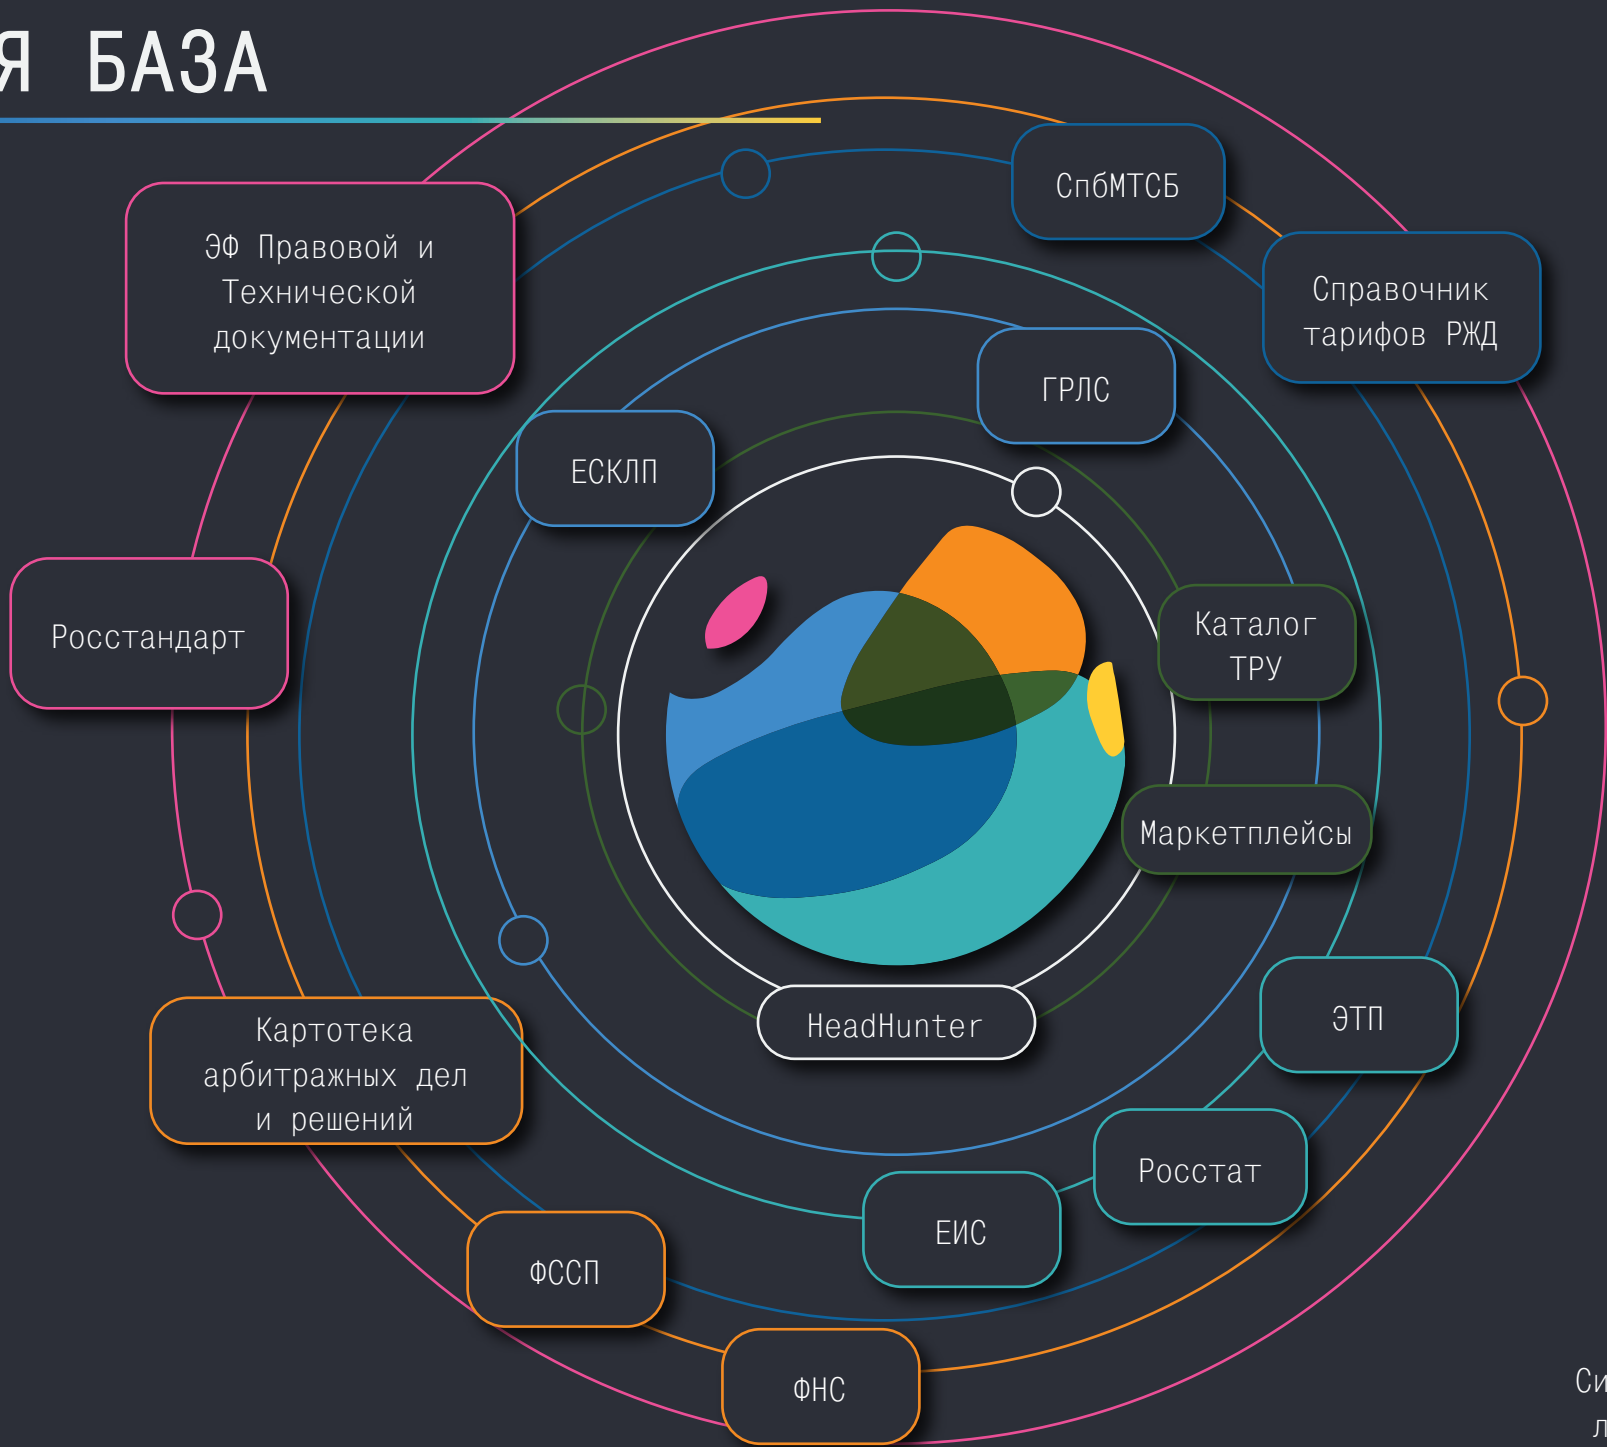 Я БАЗА
СпбМТСБ
ЭФ Правовой и
Технической
документации
Справочник
тарифов РЖД
ГРЛС
ЕСКЛП
Росстандарт
Каталог
ТРУ
Маркетплейсы
HeadHunter
ЭТП
Картотека
арбитражных дел
и решений
Росстат
ЕИС
ФССП
ФНС
Си
л